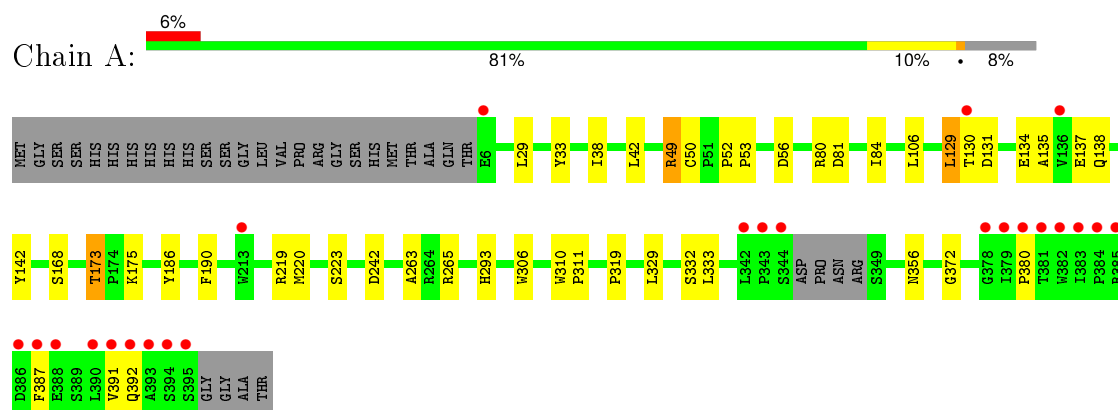 6%
Chain A:
81% 10% • 8%
MET GLY SER SER HIS HIS HIS HIS HIS HIS SER SER GLY LEU VAL PRO ARG GLY SER HIS MET THR ALA GLN THR E6 L29 Y33 I38 L42 R49 C50 P51 P52 P53 D56 R80 D81 I84 L106 L129 T130 D131 E134 A135 V136 E137 Q138
Y142 S168 T173 P174 K175 Y186 F190 W213 R219 M220 S223 D242 A263 R264 R265 H293 W306 W310 P311 P319 L329 S332 L333 L342 P343 S344 ASP PRO ASN ARG S349 N356 G372 G378 I379 P380 T381 W382 I383 P384 R385
D386 F387 E388 S389 L390 V391 Q392 A393 S394 S395 GLY GLY ALA THR